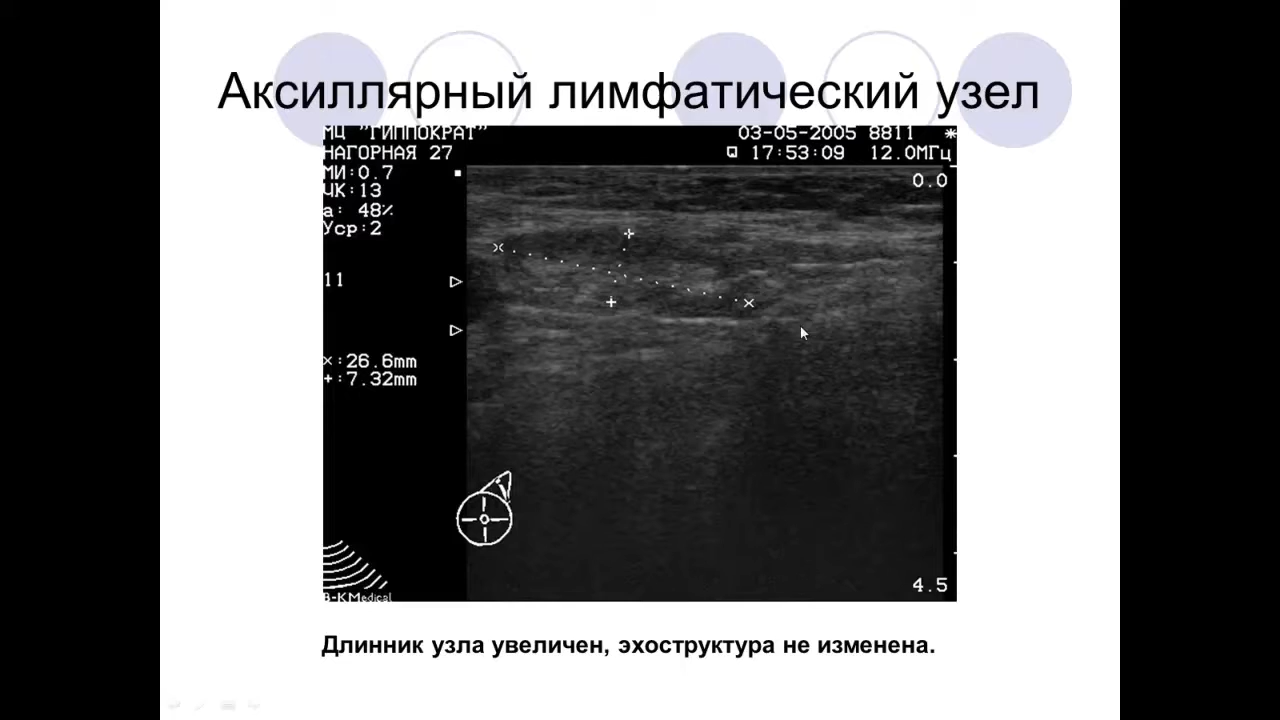 Аксиллярный лимфатический узел
МЦ "ГИППОКРАТ" 03-05-2005 8811
НАГОРНАЯ 27 17:53:09 12.0МГц
МИ:0.7 0.0
ЧК:13
а: 48%
Уср:2
11
×:26.6mm
+:7.32mm
4.5
B-KMedical
Длинник узла увеличен, эхоструктура не изменена.